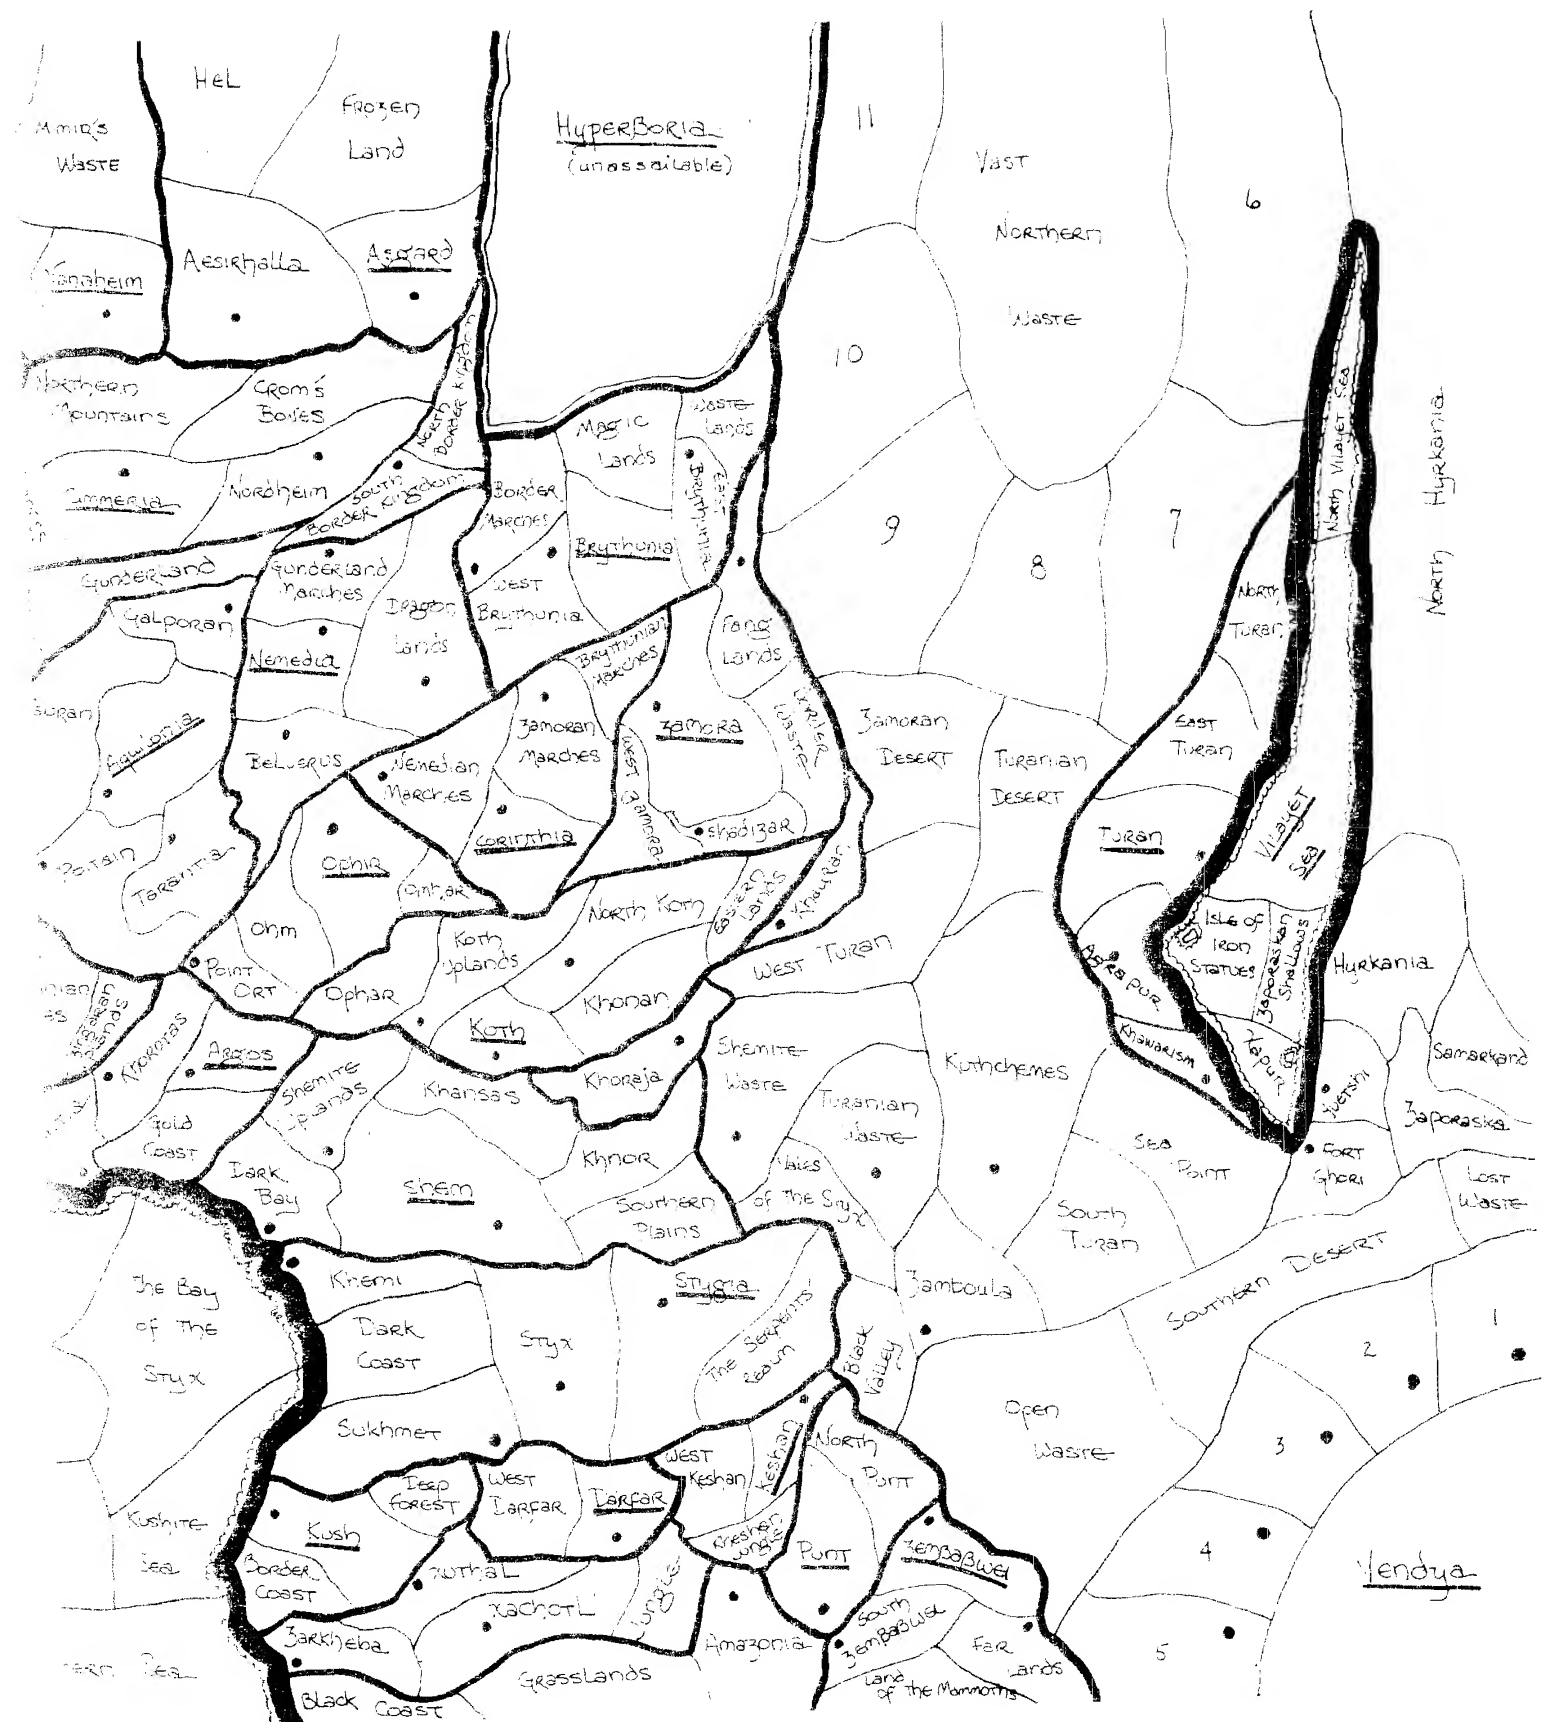 Hel
Frozen
Land
HyperBoria
(unassailable)
11
Vast
Northern
Waste
6
Waste
Vanaheim
Aesirhalla
Asgard
10
North Vilayet Sea
North Hyrkania
Northern
Mountains
Crom's
North
Border Kingdom
Magic
Lands
Waste
Lands
Cimmeria
Nordheim
South
Border Kingdom
Border
Marches
Brythunia
East
Brythunia
9
8
7
Gunderland
Galporan
Gunderland
Marches
Dragon
Lands
West
Brythunia
Brythunian
Marches
Fang
Lands
North
Turan
Nemedia
Aquilonia
Belverus
Nemedian
Marches
Zamoran
Marches
West Zamora
Zamora
Border
Waste
Zamoran
Desert
Turanian
Desert
East
Turan
Turan
Vilayet
Sea
Poitain
Tarantia
Ophir
Corinthia
Shadizar
Ohm
Point
Ort
Ophar
Koth
Uplands
North Koth
Eastern
Lands
Khauran
West Turan
Aghrapur
Isle of
Iron
Statues
Zaporaskan
Shallows
Hyrkania
Khonan
Koth
Khoraja
Argos
Gold
Coast
Shemite
Uplands
Khansas
Shemite
Waste
Kuthchemes
Khawarism
Xapur
Samarkand
Zaporaska
Turanian
Waste
Vales
of the Styx
Sea
Point
Fort
Ghori
Lost
Waste
Dark
Bay
Shem
Khnor
Southern
Plains
South
Turan
The Bay
of the
Styx
Khemi
Dark
Coast
Styx
Stygia
The Serpents'
Realm
Black
Valley
Zamboula
Southern Desert
1
2
3
4
5
Open
Waste
Sukhmet
West
Keshan
Keshan
North
Punt
Kushite
Sea
Kush
Deep
Forest
West
Darfar
Darfar
Kheshan
Jungle
Punt
Zembabwei
Vendya
Border
Coast
Xuthal
Xachotl
Jungle
Zarkheba
Amazonia
South
Zembabwei
Far
Lands
Land
of the Mammoths
Sea
Black Coast
Grasslands